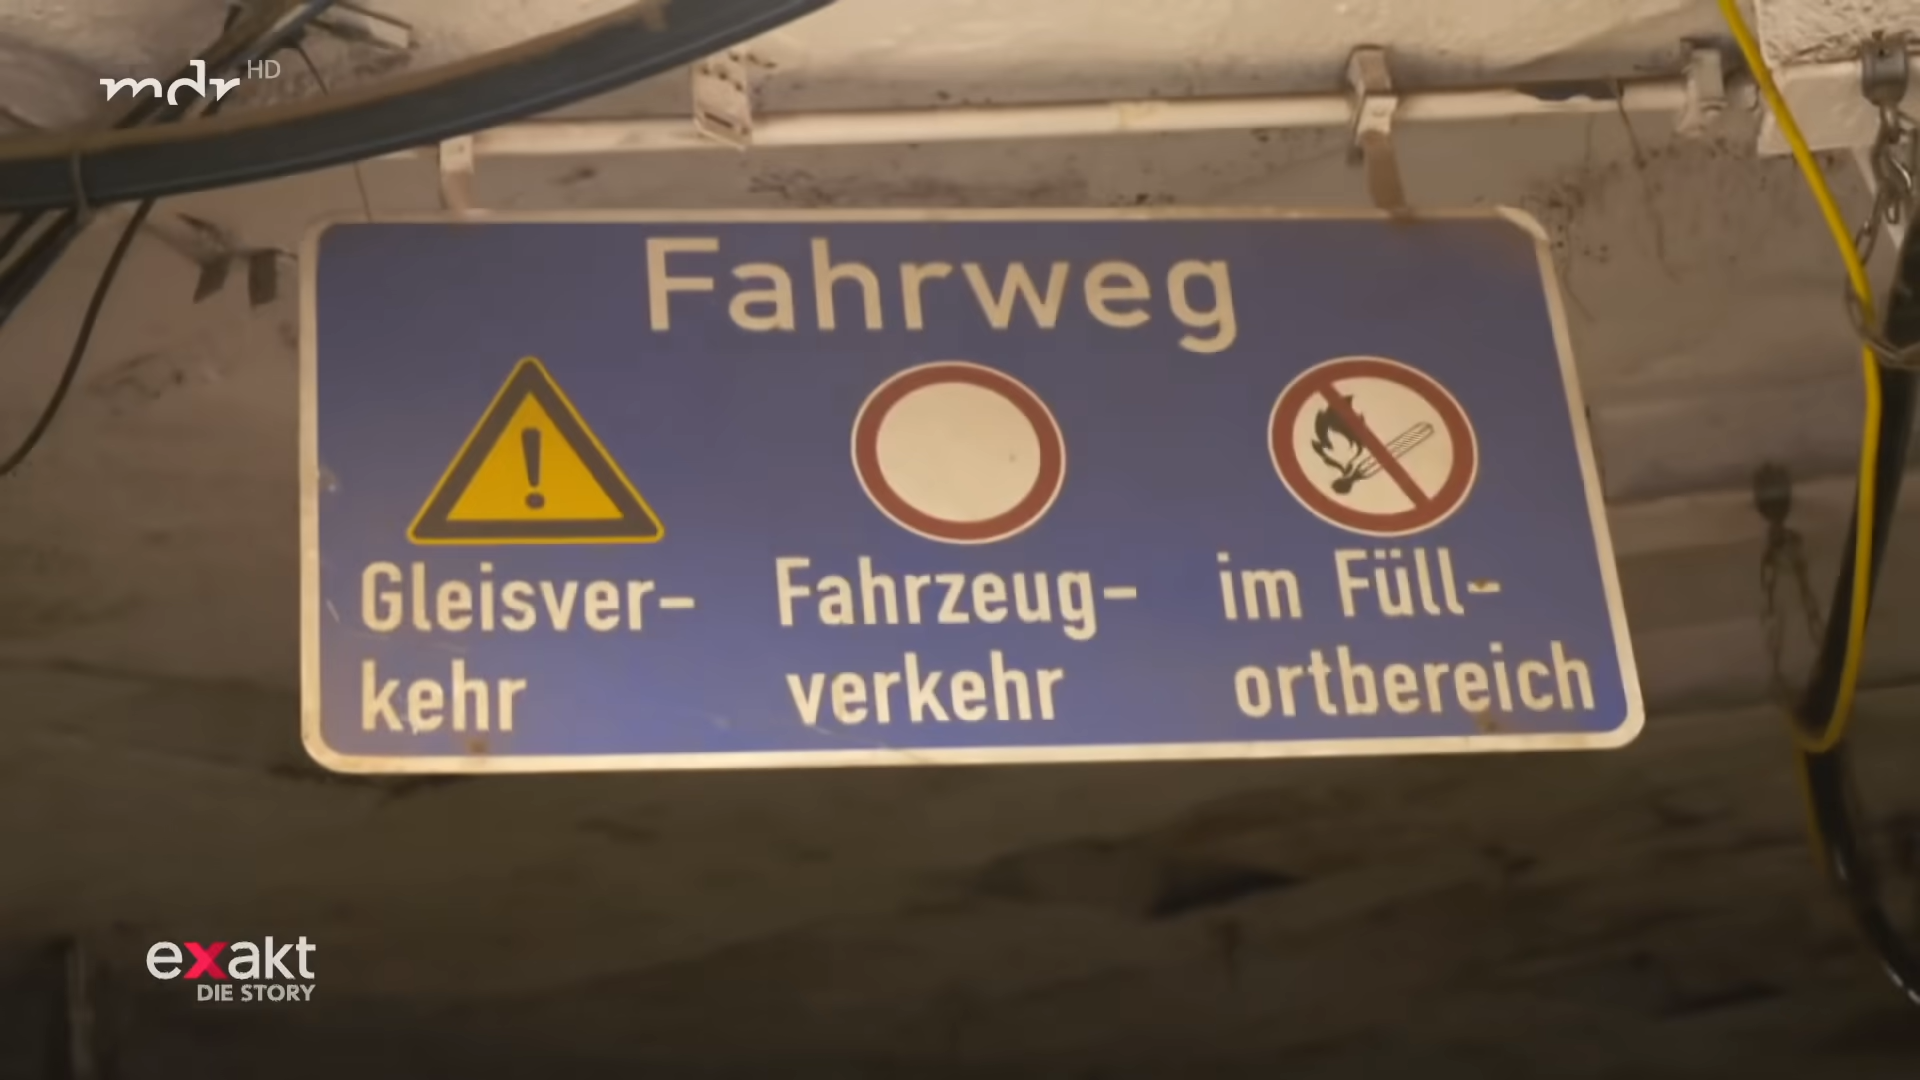 mdr HD
Fahrweg
Gleisver-
kehr
Fahrzeug-
verkehr
im Füll-
ortbereich
exakt
DIE STORY